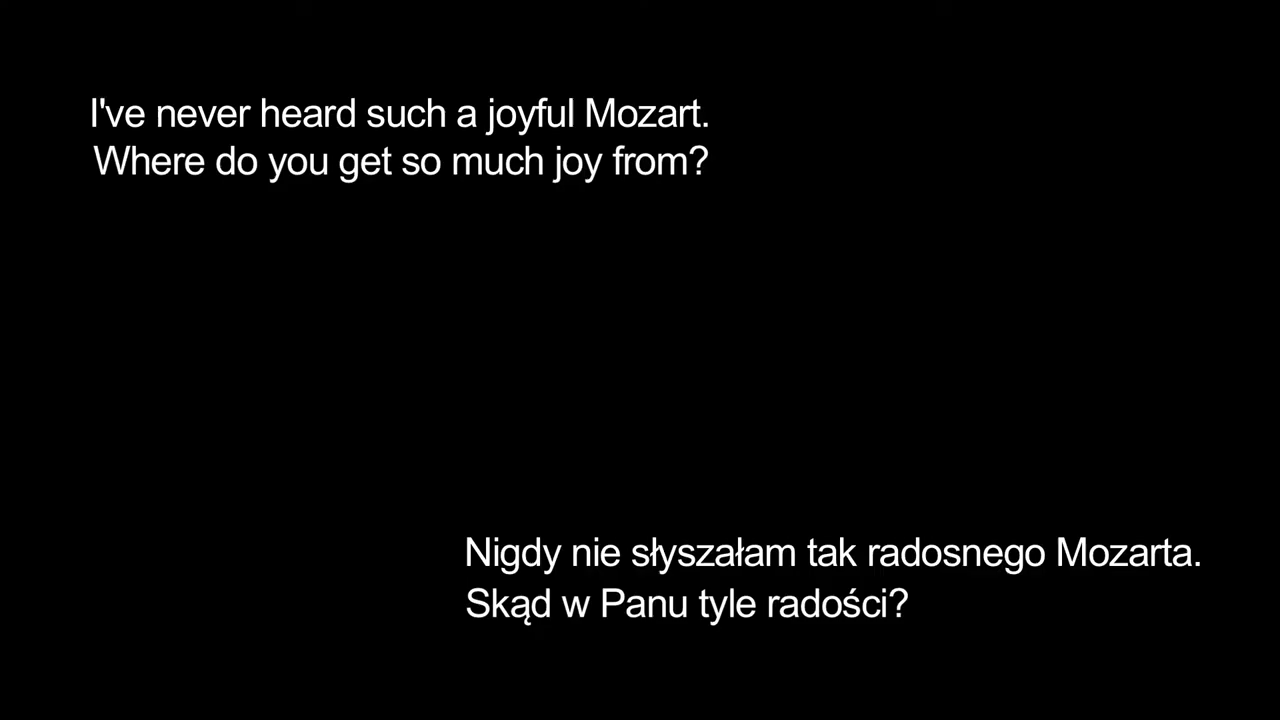 I've never heard such a joyful Mozart.
Where do you get so much joy from?
Nigdy nie słyszałam tak radosnego Mozarta.
Skąd w Panu tyle radości?